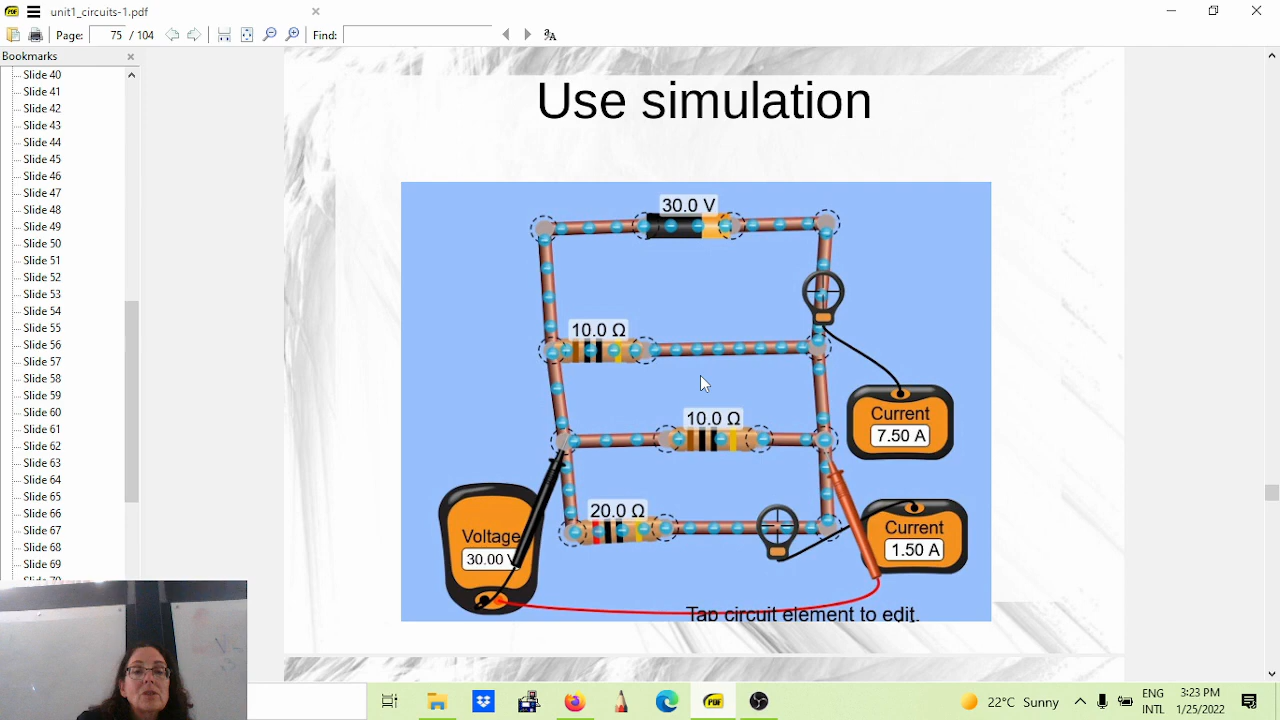 unit1_circuits-1.pdf
Page: 75 / 104 Find:
Bookmarks
Slide 40
Slide 41
Slide 42
Slide 43
Slide 44
Slide 45
Slide 46
Slide 47
Slide 48
Slide 49
Slide 50
Slide 51
Slide 52
Slide 53
Slide 54
Slide 55
Slide 56
Slide 57
Slide 58
Slide 59
Slide 60
Slide 61
Slide 62
Slide 63
Slide 64
Slide 65
Slide 66
Slide 67
Slide 68
Slide 69
Use simulation
30.0 V
10.0 Ω
10.0 Ω
Current
7.50 A
20.0 Ω
Voltage
30.00 V
Current
1.50 A
Tap circuit element to edit.
PDF
22°C Sunny
ENG
INTL
3:23 PM
1/25/2022